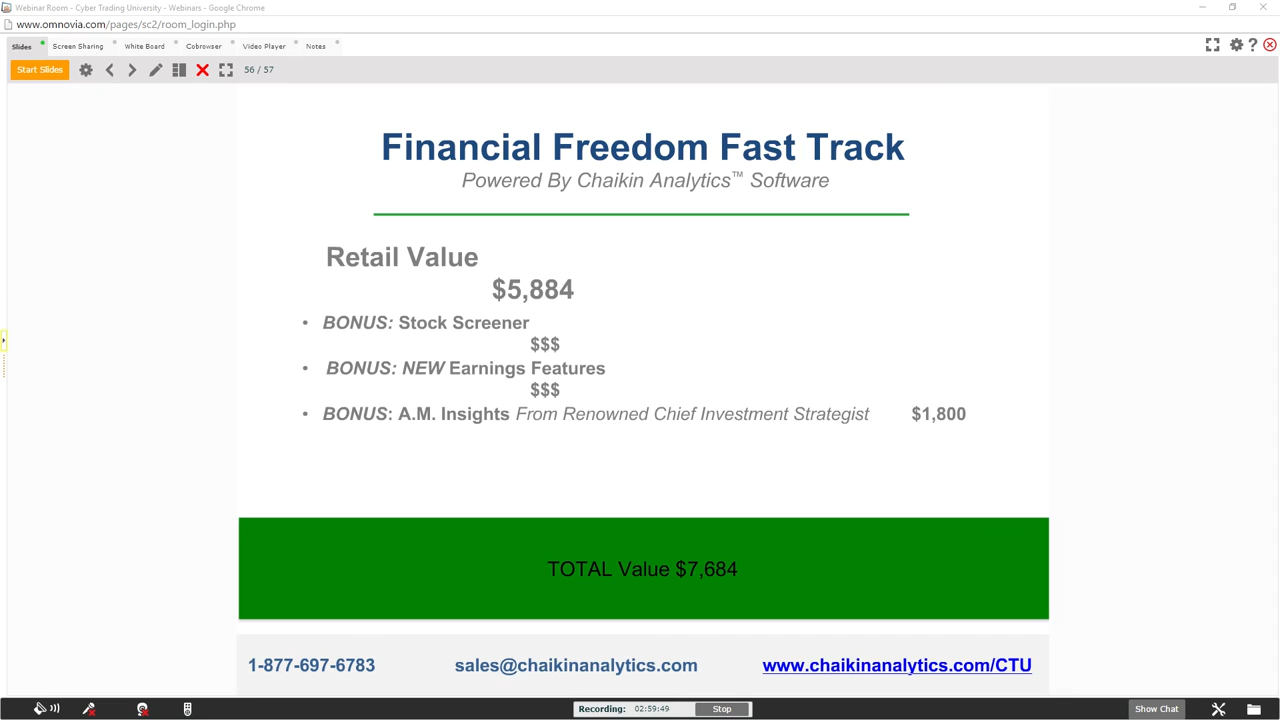 Webinar Room - Cyber Trading University - Webinars - Google Chrome
www.omnovia.com/pages/sc2/room_login.php
Slides Screen Sharing White Board Cobrowser Video Player Notes
Start Slides 56 / 57
Financial Freedom Fast Track
Powered By Chaikin Analytics™ Software
Retail Value
$5,884
• BONUS: Stock Screener
$$$
• BONUS: NEW Earnings Features
$$$
• BONUS: A.M. Insights From Renowned Chief Investment Strategist $1,800
TOTAL Value $7,684
1-877-697-6783 sales@chaikinanalytics.com www.chaikinanalytics.com/CTU
Recording: 02:59:49 Stop Show Chat